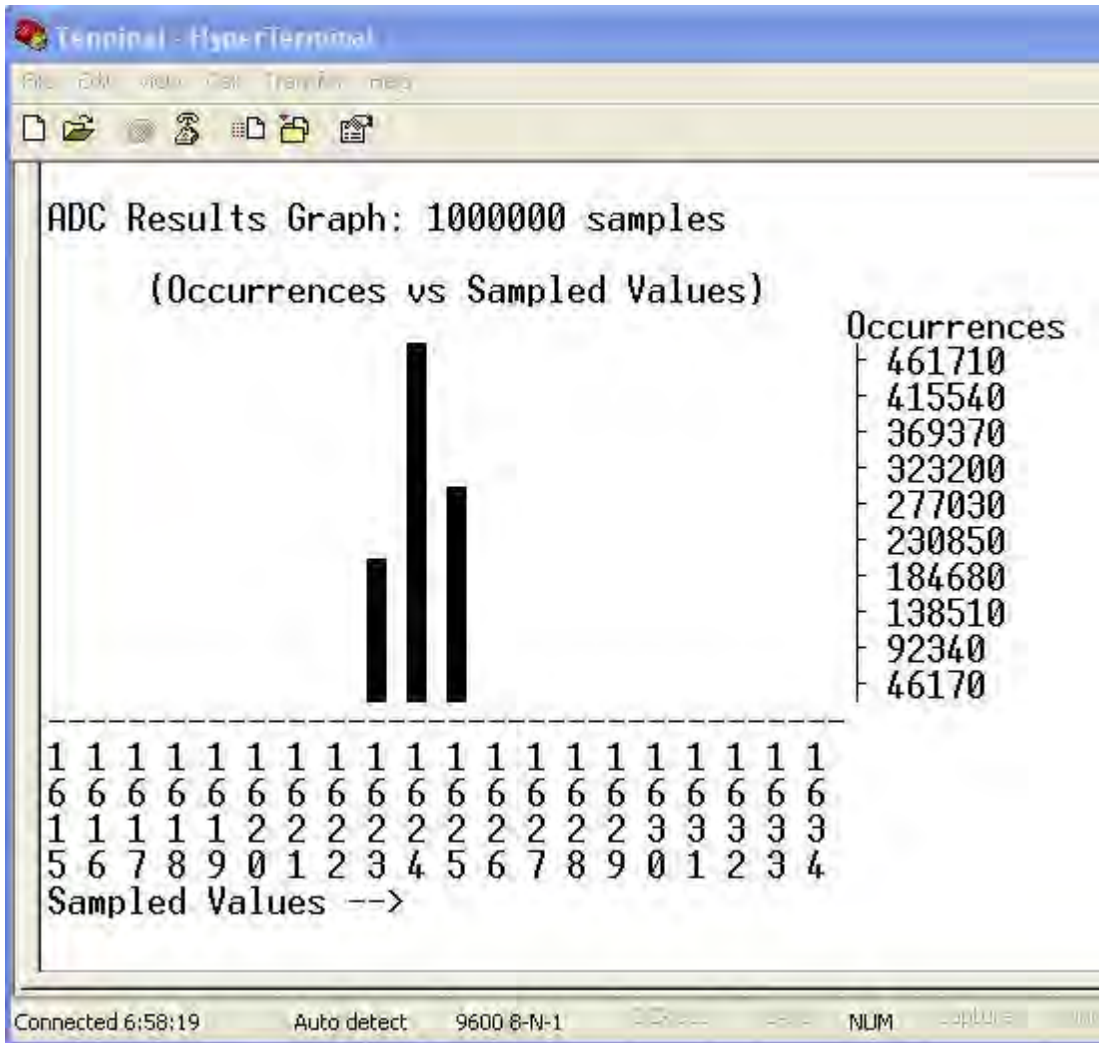 Terminal - HyperTerminal
File Edit View Call Transfer Help
ADC Results Graph: 1000000 samples
(Occurrences vs Sampled Values)
Occurrences
461710
415540
369370
323200
277030
230850
184680
138510
92340
46170
1 1 1 1 1 1 1 1 1 1 1 1 1 1 1 1 1 1 1 1
6 6 6 6 6 6 6 6 6 6 6 6 6 6 6 6 6 6 6 6
1 1 1 1 1 2 2 2 2 2 2 2 2 2 2 3 3 3 3 3
5 6 7 8 9 0 1 2 3 4 5 6 7 8 9 0 1 2 3 4
Sampled Values -->
Connected 6:58:19 Auto detect 9600 8-N-1 NUM